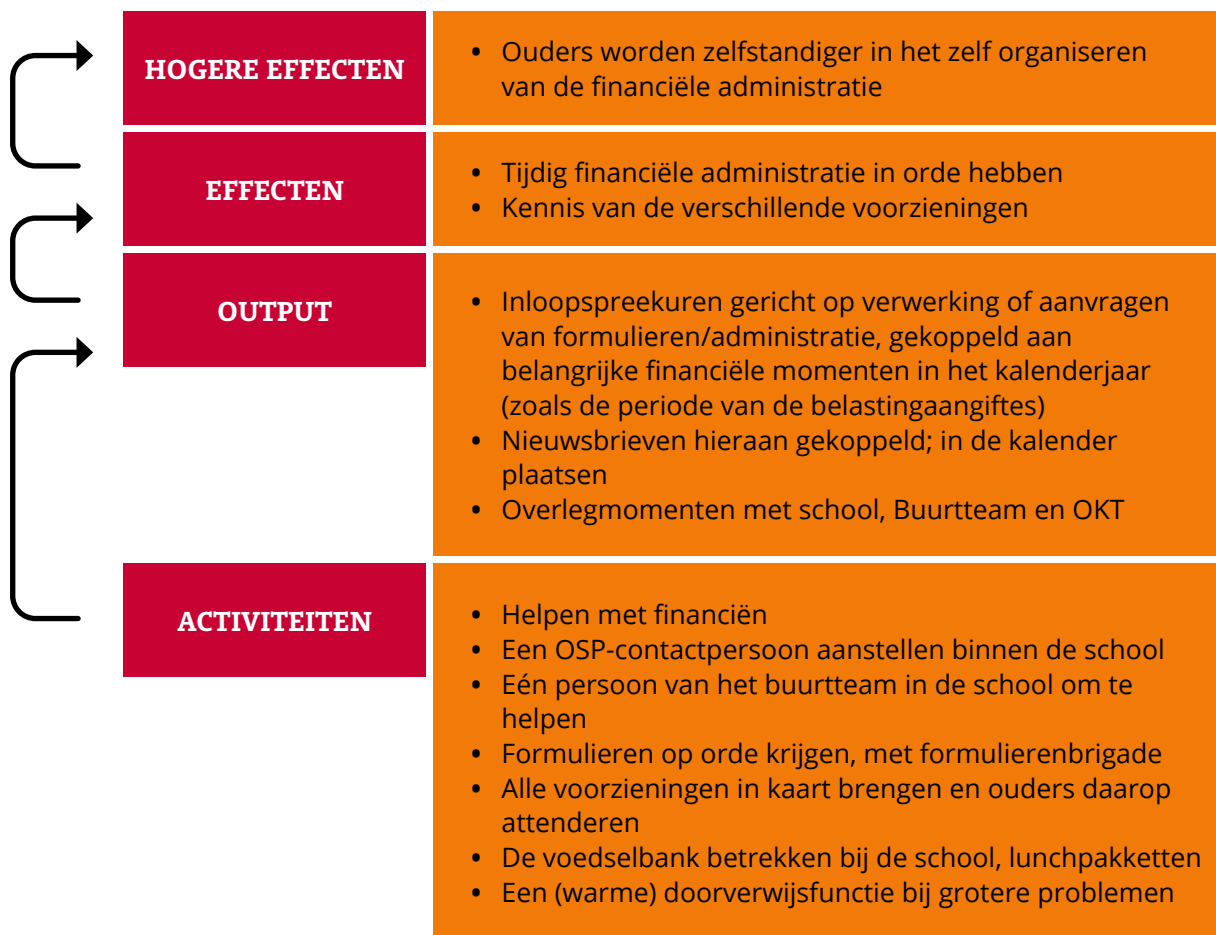 HOGERE EFFECTEN
• Ouders worden zelfstandiger in het zelf organiseren
van de financiële administratie
EFFECTEN
• Tijdig financiële administratie in orde hebben
• Kennis van de verschillende voorzieningen
OUTPUT
• Inloopspreekuren gericht op verwerking of aanvragen
van formulieren/administratie, gekoppeld aan
belangrijke financiële momenten in het kalenderjaar
(zoals de periode van de belastingaangiftes)
• Nieuwsbrieven hieraan gekoppeld; in de kalender
plaatsen
• Overlegmomenten met school, Buurtteam en OKT
ACTIVITEITEN
• Helpen met financiën
• Een OSP-contactpersoon aanstellen binnen de school
• Eén persoon van het buurtteam in de school om te
helpen
• Formulieren op orde krijgen, met formulierenbrigade
• Alle voorzieningen in kaart brengen en ouders daarop
attenderen
• De voedselbank betrekken bij de school, lunchpakketten
• Een (warme) doorverwijsfunctie bij grotere problemen